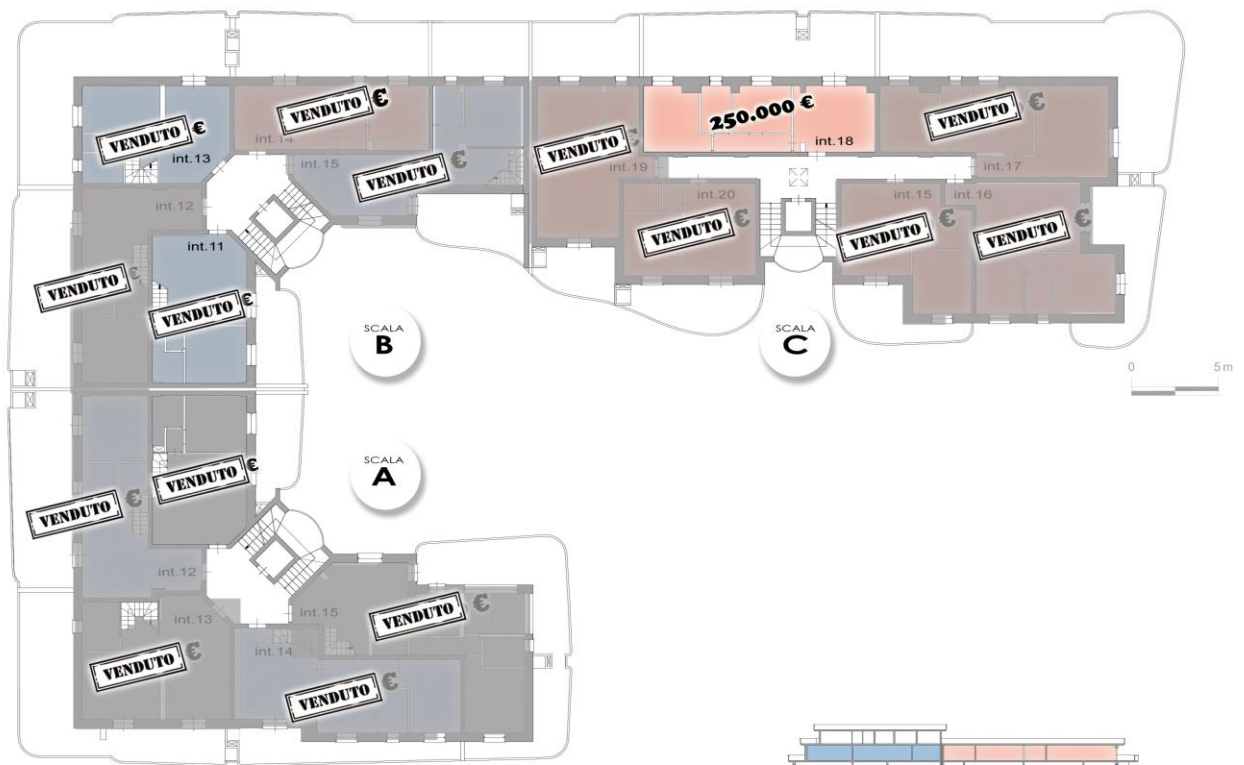 VENDUTO €
int.13
VENDUTO €
int.14
int.15
VENDUTO €
VENDUTO €
int.19
250.000 €
int.18
VENDUTO €
int.17
int.12
int.11
VENDUTO €
VENDUTO €
int.20
VENDUTO €
int.15
VENDUTO €
int.16
VENDUTO €
SCALA
B
SCALA
C
0 5 m
SCALA
A
VENDUTO €
VENDUTO €
int.12
int.13
VENDUTO €
int.14
VENDUTO €
int.15
VENDUTO €